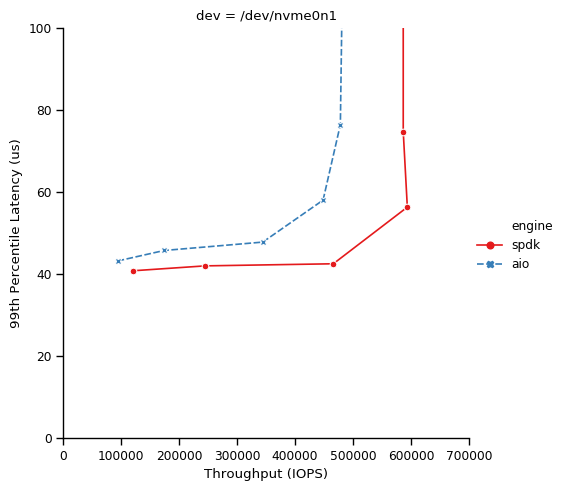 dev = /dev/nvme0n1
100
80
60
40
20
0
99th Percentile Latency (us)
0 100000 200000 300000 400000 500000 600000 700000
Throughput (IOPS)
engine
spdk
aio